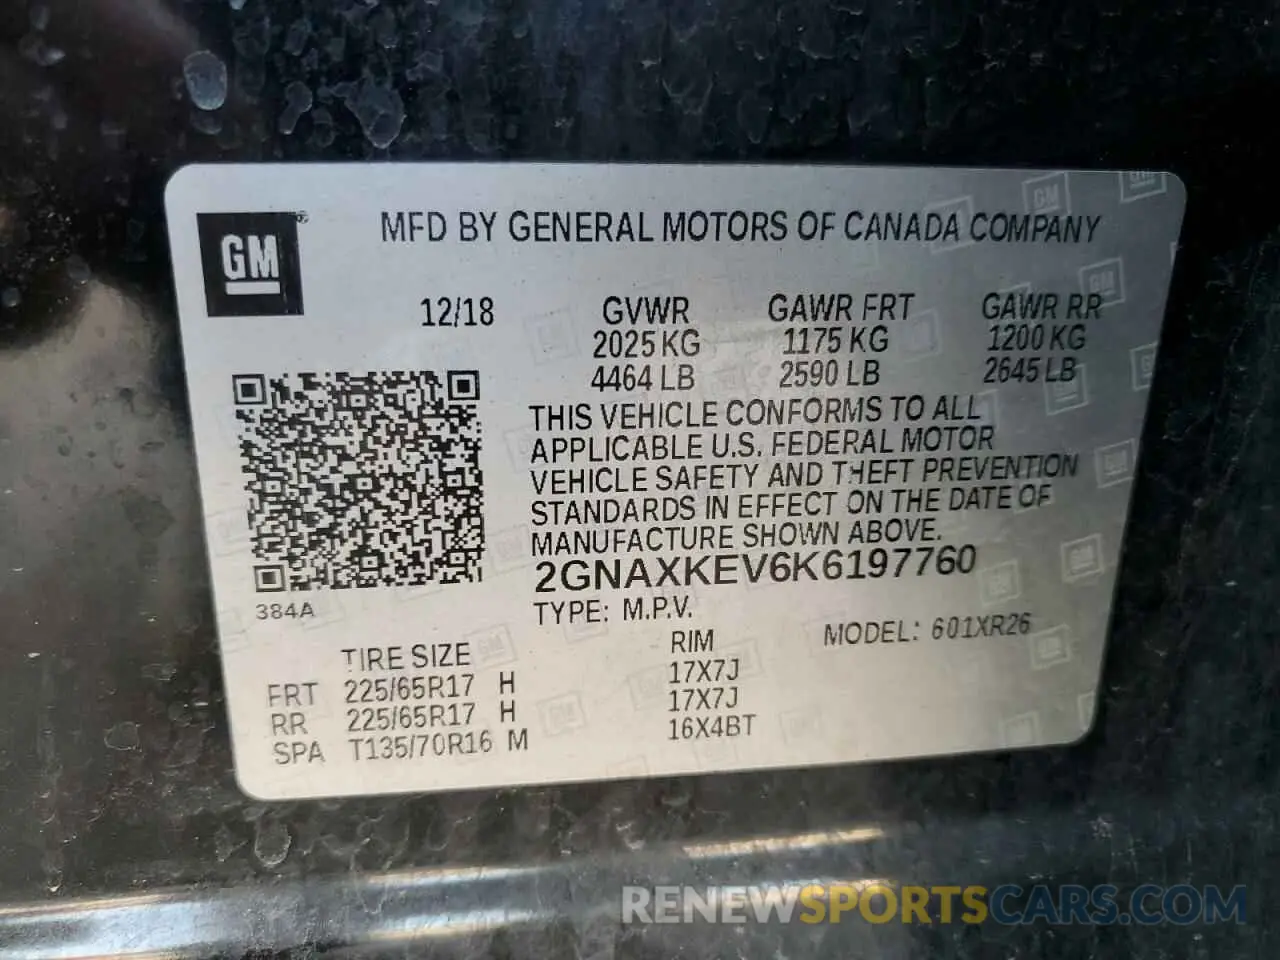 GM®
MFD BY GENERAL MOTORS OF CANADA COMPANY
12/18 GVWR GAWR FRT GAWR RR
2025 KG 1175 KG 1200 KG
4464 LB 2590 LB 2645 LB
THIS VEHICLE CONFORMS TO ALL
APPLICABLE U.S. FEDERAL MOTOR
VEHICLE SAFETY AND THEFT PREVENTION
STANDARDS IN EFFECT ON THE DATE OF
MANUFACTURE SHOWN ABOVE.
2GNAXKEV6K6197760
384A
TYPE: M.P.V.
MODEL: 601XR26
TIRE SIZE RIM
FRT 225/65R17 H 17X7J
RR 225/65R17 H 17X7J
SPA T135/70R16 M 16X4BT
RENEWSPORTSCARS.COM